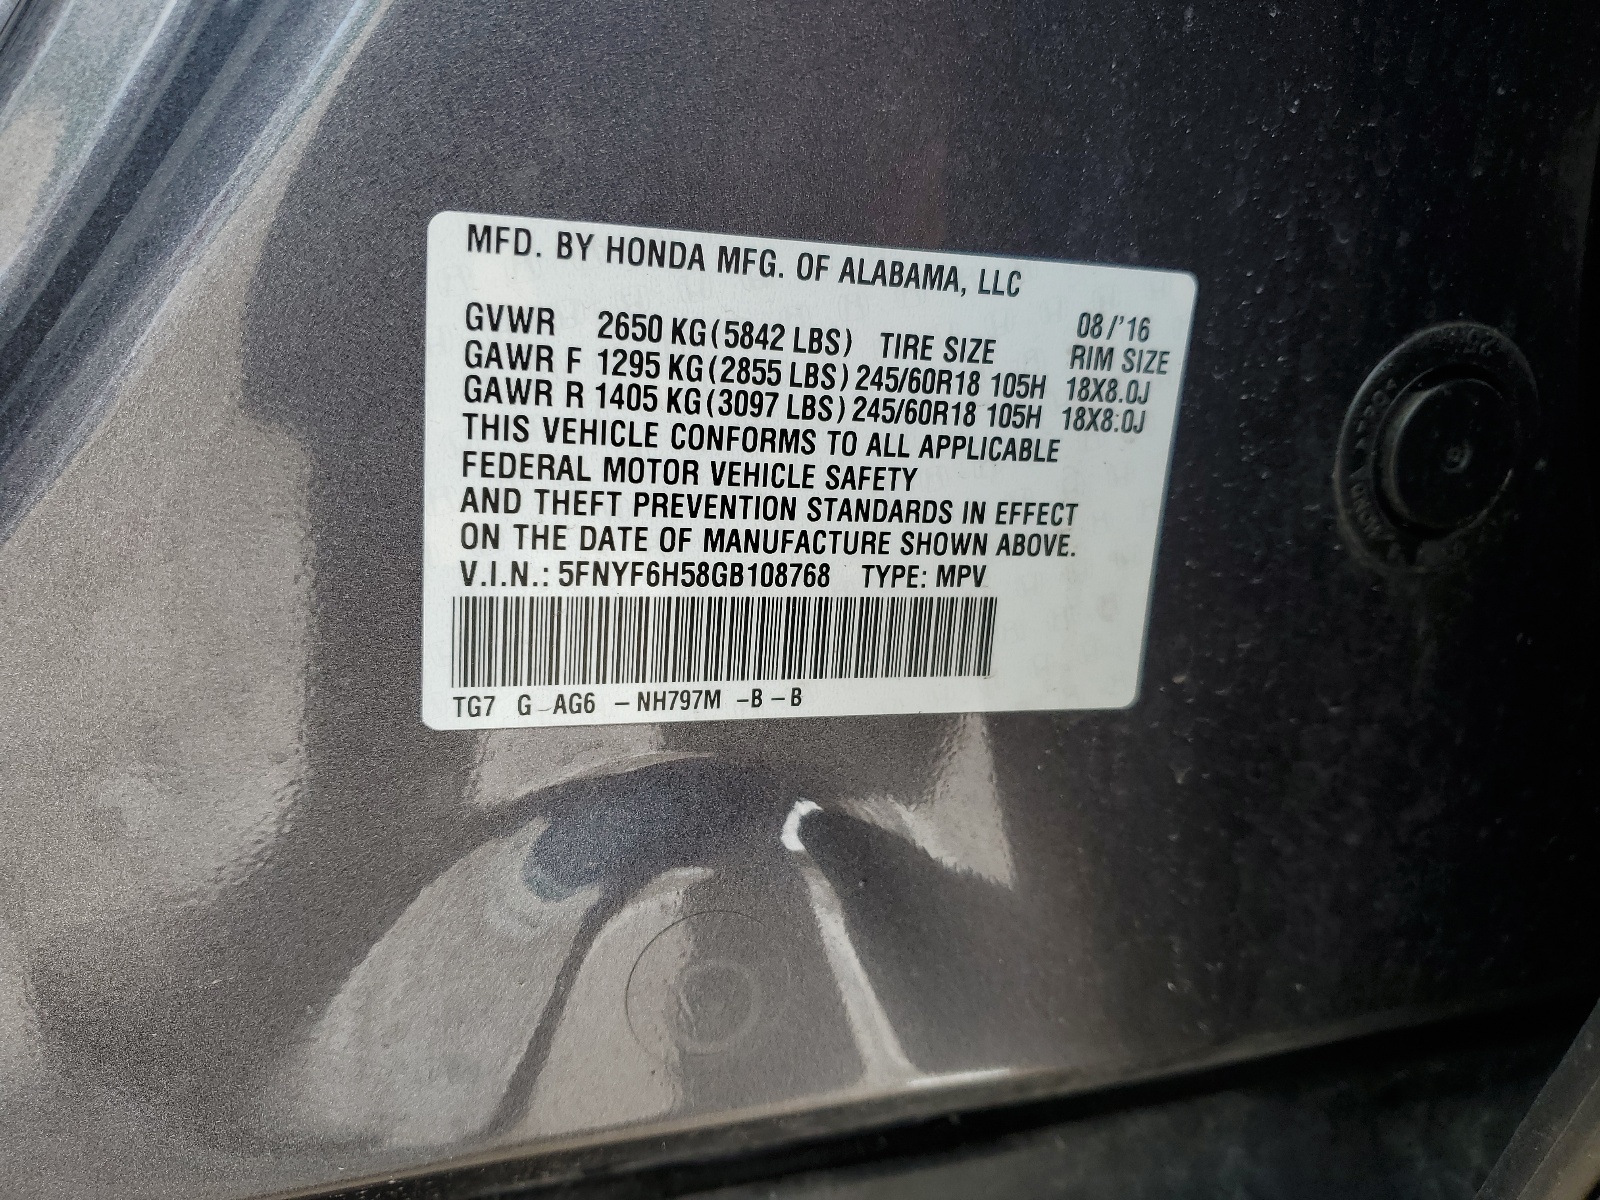 MFD. BY HONDA MFG. OF ALABAMA, LLC
08/'16
GVWR 2650 KG(5842 LBS) TIRE SIZE RIM SIZE
GAWR F 1295 KG(2855 LBS) 245/60R18 105H 18X8.0J
GAWR R 1405 KG(3097 LBS) 245/60R18 105H 18X8.0J
THIS VEHICLE CONFORMS TO ALL APPLICABLE
FEDERAL MOTOR VEHICLE SAFETY
AND THEFT PREVENTION STANDARDS IN EFFECT
ON THE DATE OF MANUFACTURE SHOWN ABOVE.
V.I.N.: 5FNYF6H58GB108768 TYPE: MPV
TG7 G AG6 -NH797M -B -B